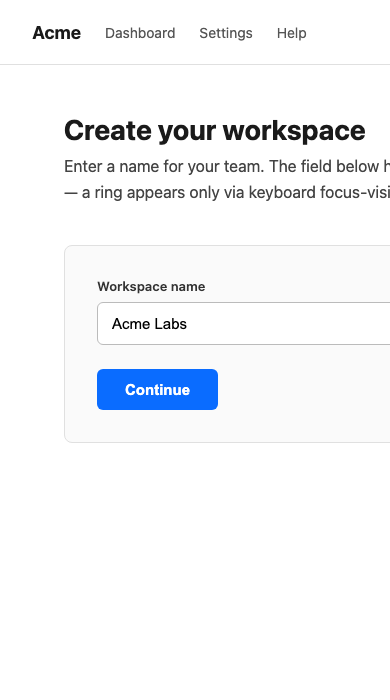 Acme Dashboard Settings Help
Create your workspace
Enter a name for your team. The field below
— a ring appears only via keyboard
Workspace name
Acme Labs
Continue